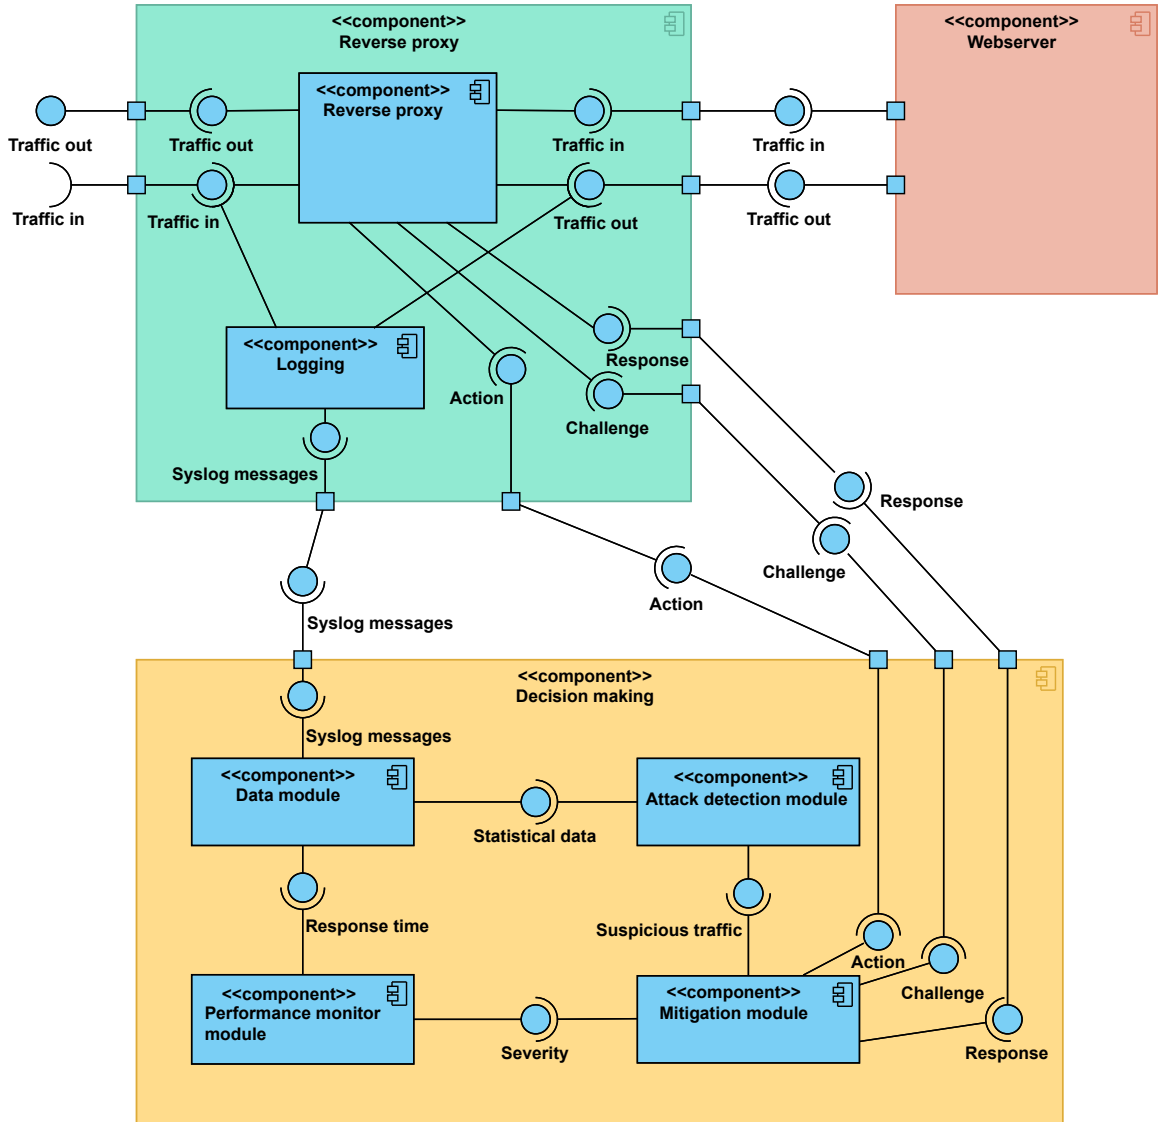 <<component>>
Reverse proxy
<<component>>
Webserver
<<component>>
Reverse proxy
Traffic out
Traffic out
Traffic in
Traffic in
Traffic in
Traffic in
Traffic out
Traffic out
<<component>>
Logging
Response
Action
Challenge
Syslog messages
Response
Challenge
Action
Syslog messages
<<component>>
Decision making
Syslog messages
<<component>>
Data module
<<component>>
Attack detection module
Statistical data
Response time
Suspicious traffic
Action
Challenge
<<component>>
Performance monitor
module
<<component>>
Mitigation module
Severity
Response